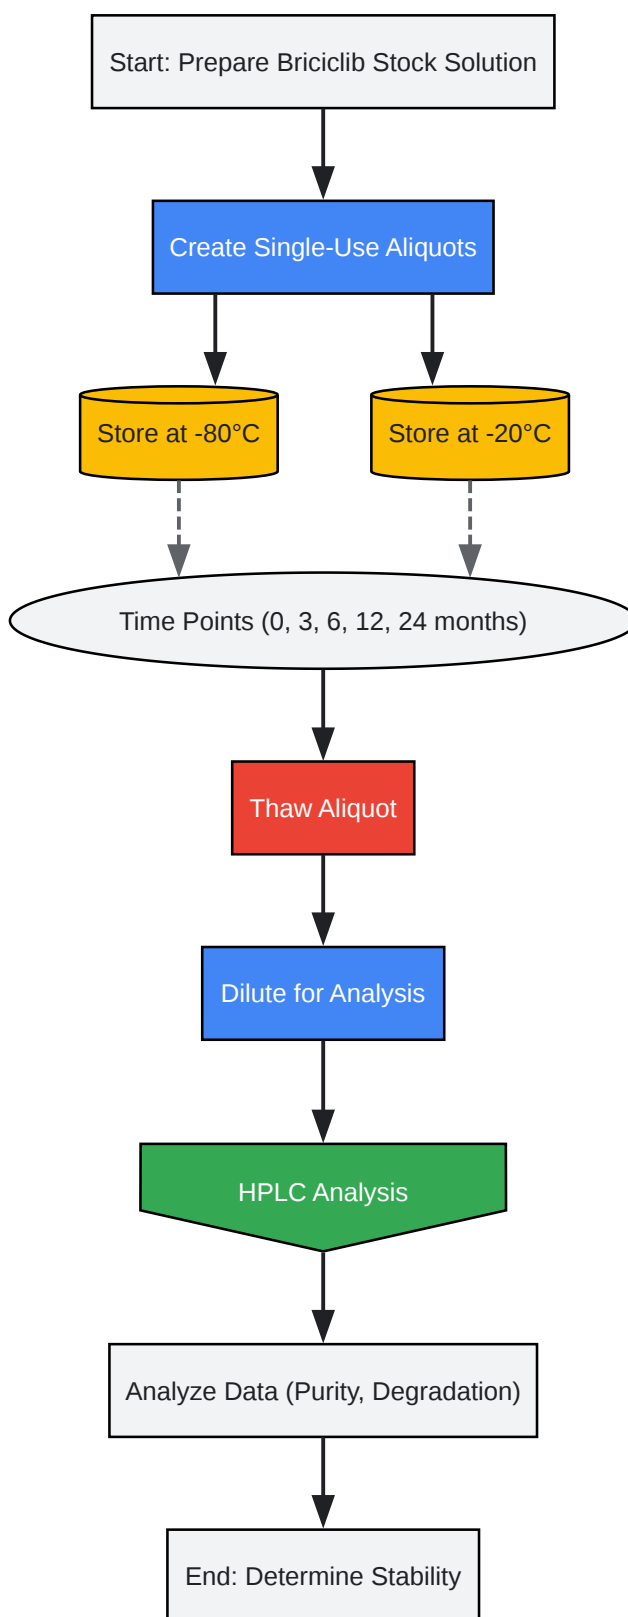 Start: Prepare Briciclib Stock Solution
Create Single-Use Aliquots
Store at -80°C
Store at -20°C
Time Points (0, 3, 6, 12, 24 months)
Thaw Aliquot
Dilute for Analysis
HPLC Analysis
Analyze Data (Purity, Degradation)
End: Determine Stability